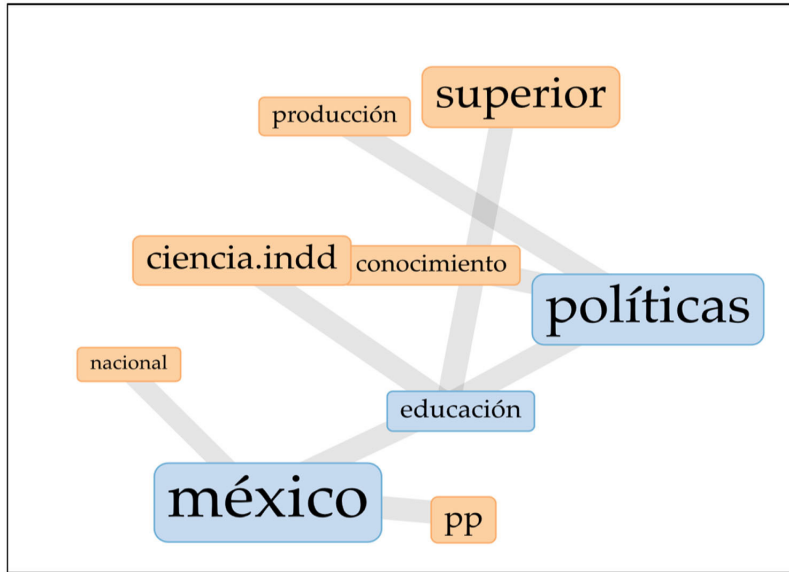 superior
producción
ciencia.indd
conocimiento
políticas
nacional
educación
méxico
pp